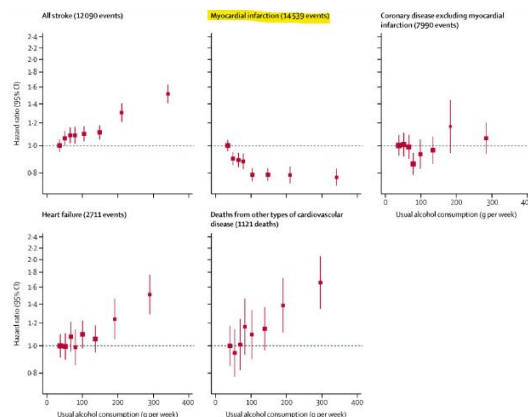 All stroke (12 090 events)
Myocardial infarction (14 539 events)
Coronary disease excluding myocardial
infarction (7990 events)
Hazard ratio (95% CI)
2·4
2·2
2·0
1·8
1·6
1·4
1·2
1·0
0·8
0
100
200
300
400
Usual alcohol consumption (g per week)
Heart failure (2711 events)
Deaths from other types of cardiovascular
disease (1121 deaths)
Hazard ratio (95% CI)
2·4
2·2
2·0
1·8
1·6
1·4
1·2
1·0
0·8
0
100
200
300
400
0
100
200
300
400
Usual alcohol consumption (g per week)
Usual alcohol consumption (g per week)